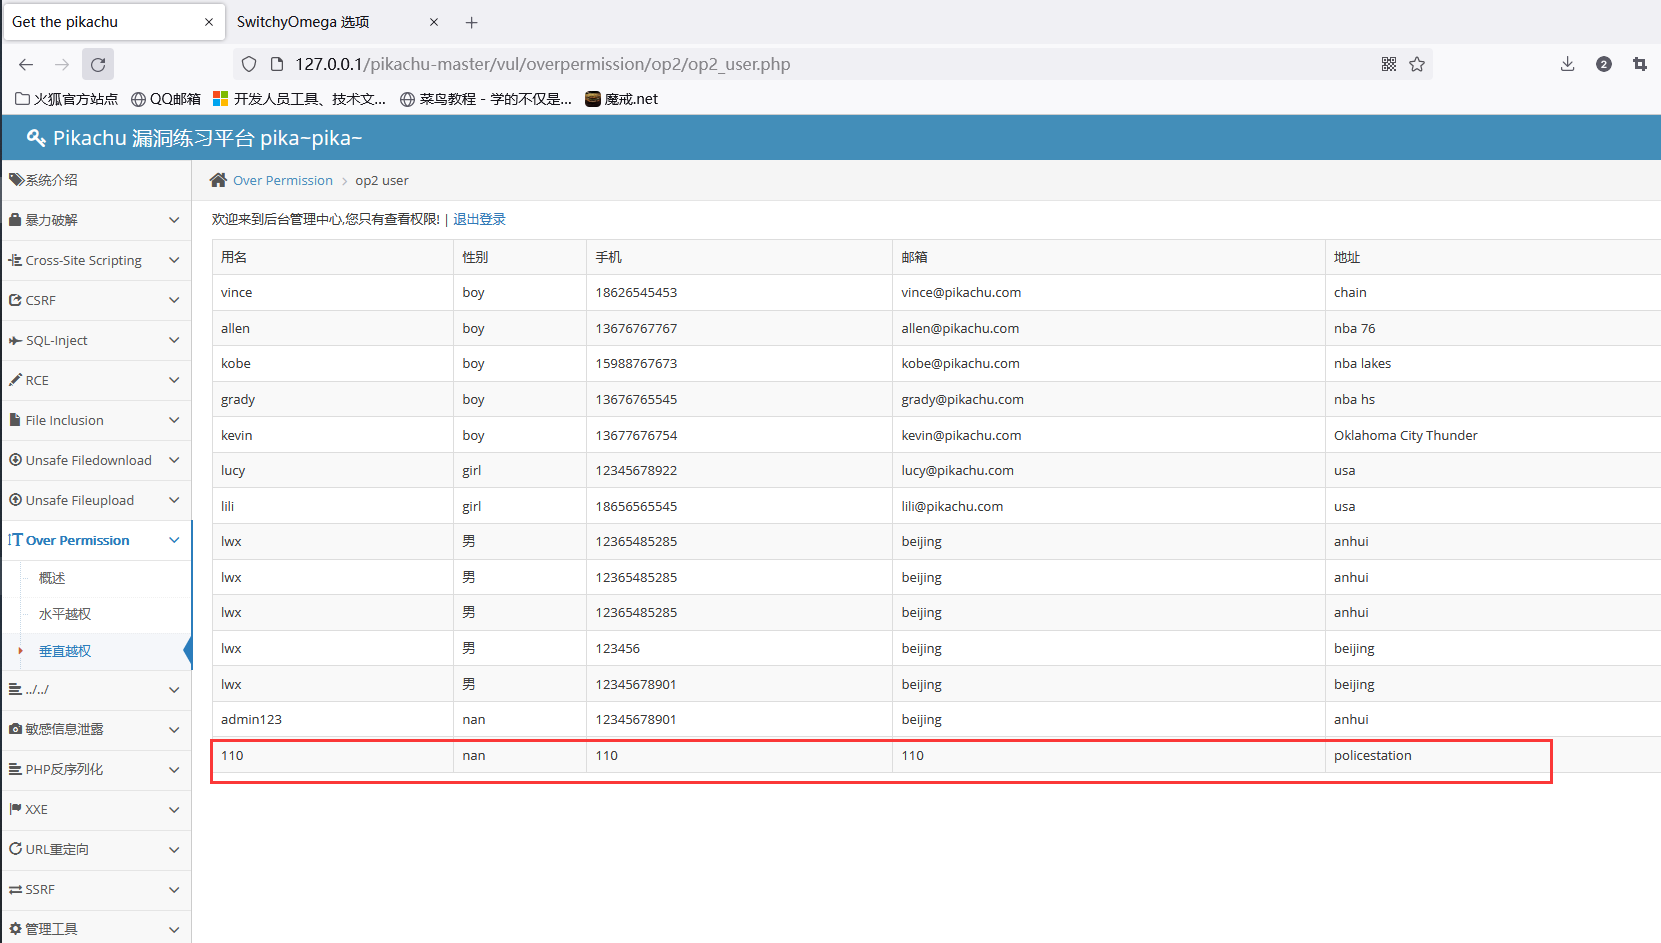 Get the pikachu
SwitchyOmega 选项
127.0.0.1/pikachu-master/vul/overpermission/op2/op2_user.php
2
火狐官方站点 QQ邮箱 开发人员工具、技术文... 菜鸟教程 - 学的不仅是... 魔戒.net
Pikachu 漏洞练习平台 pika~pika~
系统介绍
暴力破解
Cross-Site Scripting
CSRF
SQL-Inject
RCE
File Inclusion
Unsafe Filedownload
Unsafe Fileupload
Over Permission
概述
水平越权
垂直越权
../../
敏感信息泄露
PHP反序列化
XXE
URL重定向
SSRF
管理工具
Over Permission > op2 user
欢迎来到后台管理中心,您只有查看权限! | 退出登录
用名 性别 手机 邮箱 地址
vince boy 18626545453 vince@pikachu.com chain
allen boy 13676767767 allen@pikachu.com nba 76
kobe boy 15988767673 kobe@pikachu.com nba lakes
grady boy 13676765545 grady@pikachu.com nba hs
kevin boy 13677676754 kevin@pikachu.com Oklahoma City Thunder
lucy girl 12345678922 lucy@pikachu.com usa
lili girl 18656565545 lili@pikachu.com usa
lwx 男 12365485285 beijing anhui
lwx 男 12365485285 beijing anhui
lwx 男 12365485285 beijing anhui
lwx 男 123456 beijing beijing
lwx 男 12345678901 beijing beijing
admin123 nan 12345678901 beijing anhui
110 nan 110 110 policestation